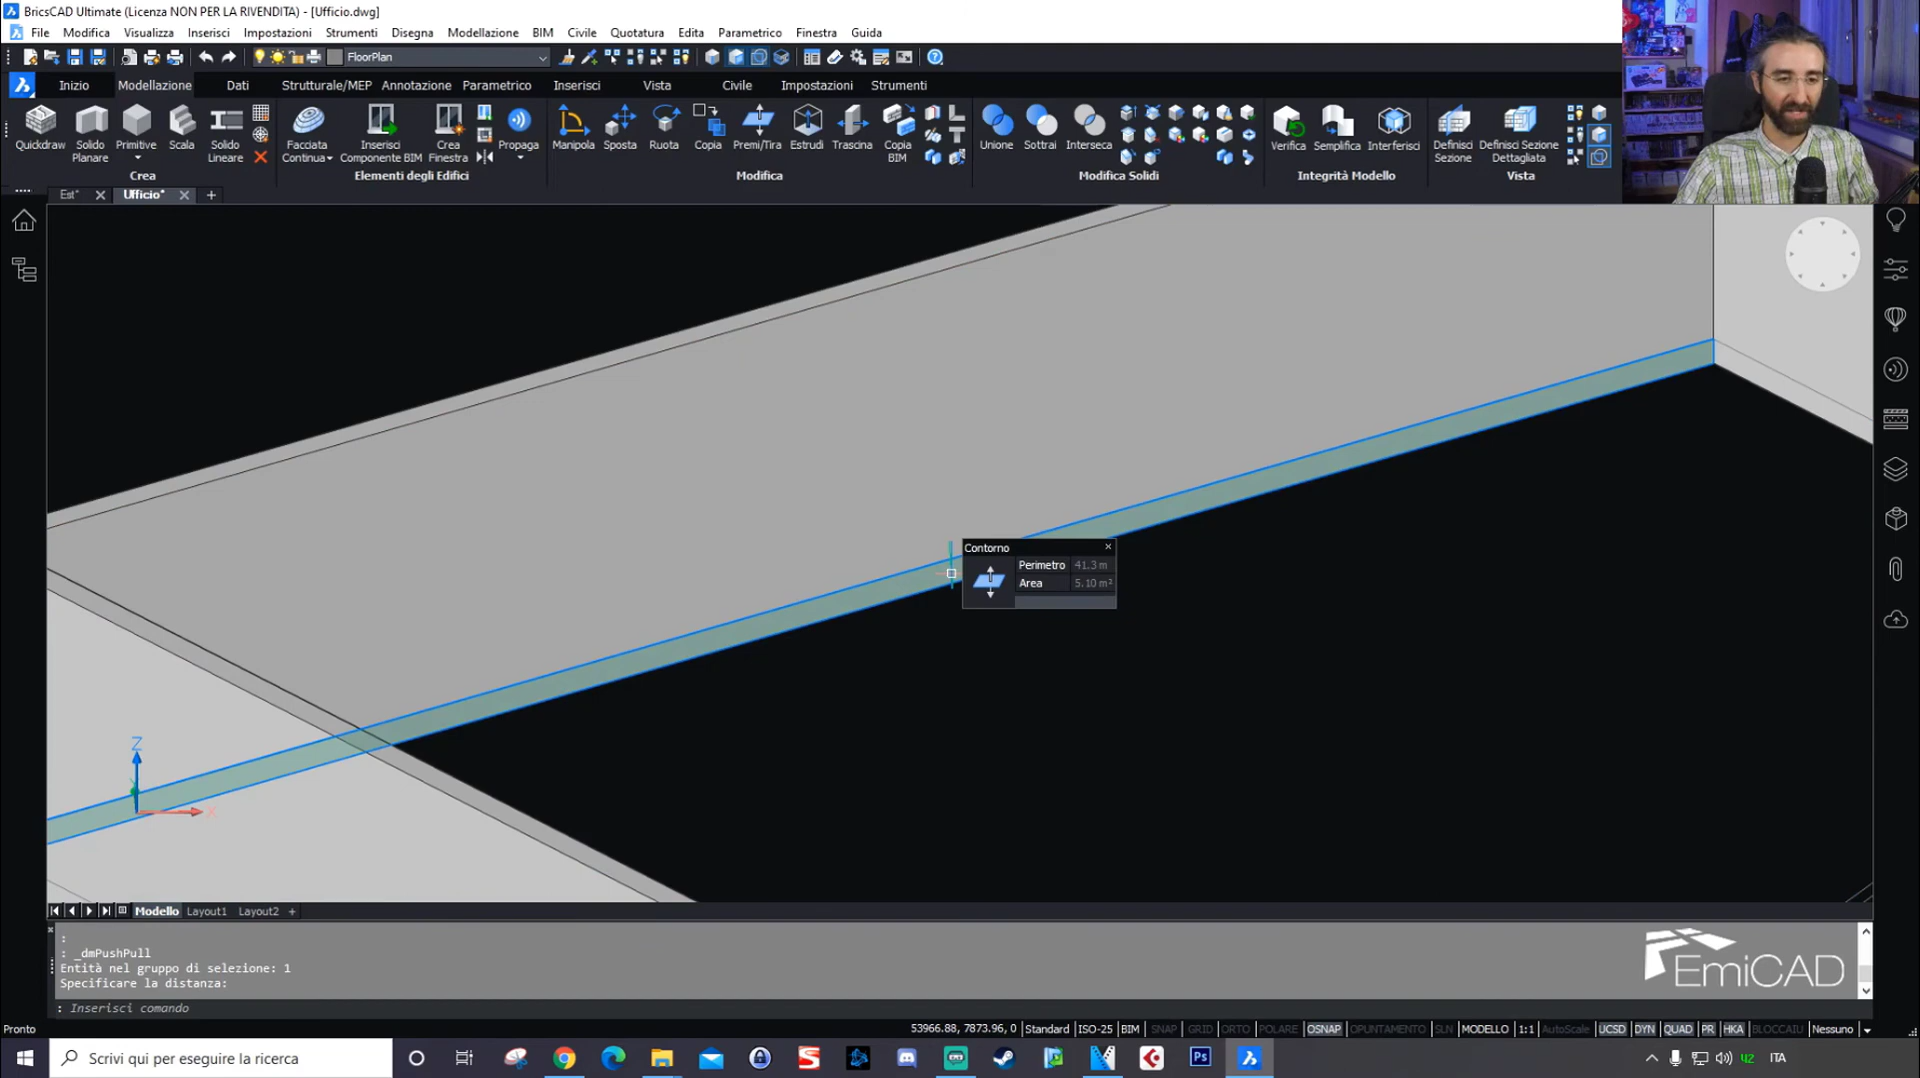 BricsCAD Ultimate (Licenza NON PER LA RIVENDITA) - [Ufficio.dwg]
File Modifica Visualizza Inserisci Impostazioni Strumenti Disegna Modellazione BIM Civile Quotatura Edita Parametrico Finestra Guida
FloorPlan
Inizio Modellazione Dati Strutturale/MEP Annotazione Parametrico Inserisci Vista Civile Impostazioni Strumenti
Quickdraw Solido Planare Primitive Scala Solido Lineare
Facciata Continua Inserisci Componente BIM Crea Finestra Propaga
Manipola Sposta Ruota Copia Premi/Tira Estrudi Trascina Copia BIM
Unione Sottrai Interseca
Verifica Semplifica Interferisci
Definisci Sezione Definisci Sezione Dettagliata
Crea Elementi degli Edifici Modifica Modifica Solidi Integrità Modello Vista
Est* Ufficio*
Contorno
Perimetro 41.3 m
Area 5.10 m²
Z
X
Modello Layout1 Layout2 +
:
: _dmPushPull
Entità nel gruppo di selezione: 1
Specificare la distanza:
: Inserisci comando
EmiCAD
Pronto 53966.88, 7873.96, 0 Standard ISO-25 BIM SNAP GRID ORTO POLARE OSNAP OPUNTAMENTO SLN MODELLO 1:1 AutoScale UCSD DYN QUAD PR HKA BLOCCAIU Nessuno
Scrivi qui per eseguire la ricerca
Ps
42 ITA